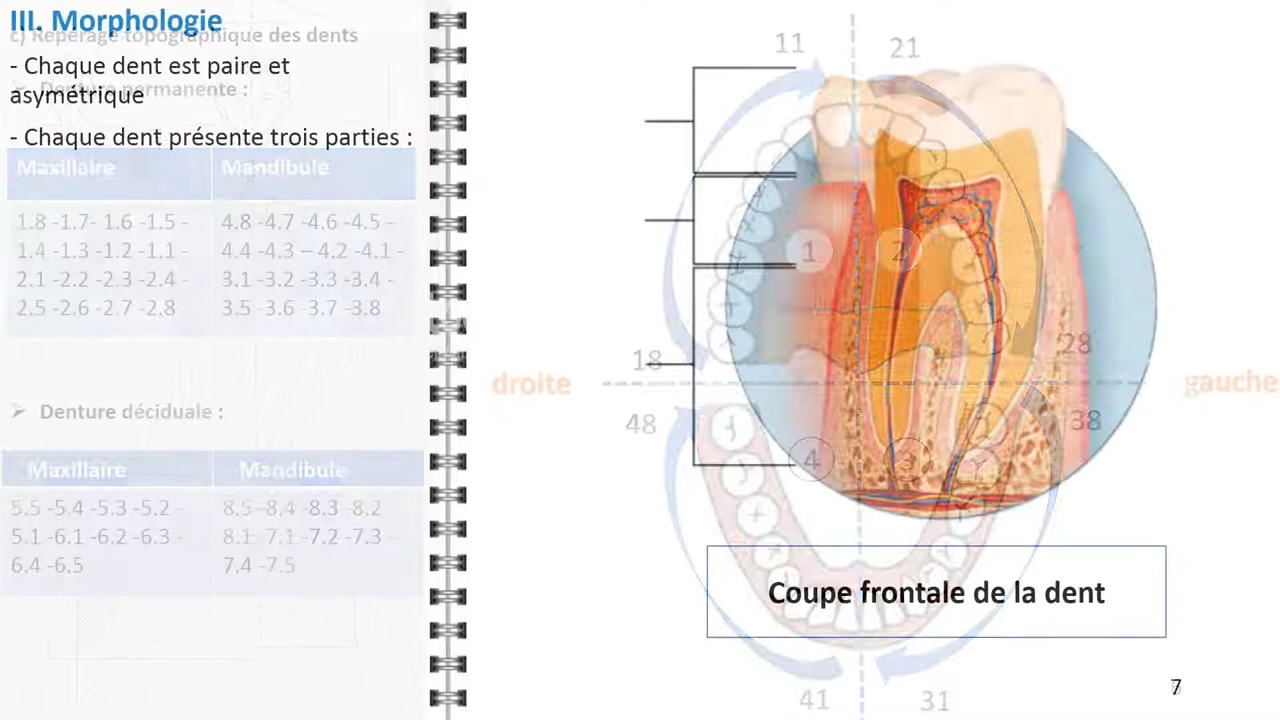 III. Morphologie
c) Repérage topographique des dents
- Chaque dent est paire et
asymétrique
Denture permanente :
- Chaque dent présente trois parties :
Maxillaire Mandibule
1.8 -1.7- 1.6 -1.5 - 4.8 -4.7 -4.6 -4.5 -
1.4 -1.3 -1.2 -1.1 - 4.4 -4.3 – 4.2 -4.1 -
2.1 -2.2 -2.3 -2.4 - 3.1 -3.2 -3.3 -3.4 -
2.5 -2.6 -2.7 -2.8 3.5 -3.6 -3.7 -3.8
Denture déciduale :
Maxillaire Mandibule
5.5 -5.4 -5.3 -5.2 - 8.5 -8.4 -8.3 -8.2
5.1 -6.1 -6.2 -6.3 - 8.1 7.1 -7.2 -7.3 -
6.4 -6.5 7.4 -7.5
11 21
1 2
18 28
droite gauche
48 38
4 3
Coupe frontale de la dent
41 31
7